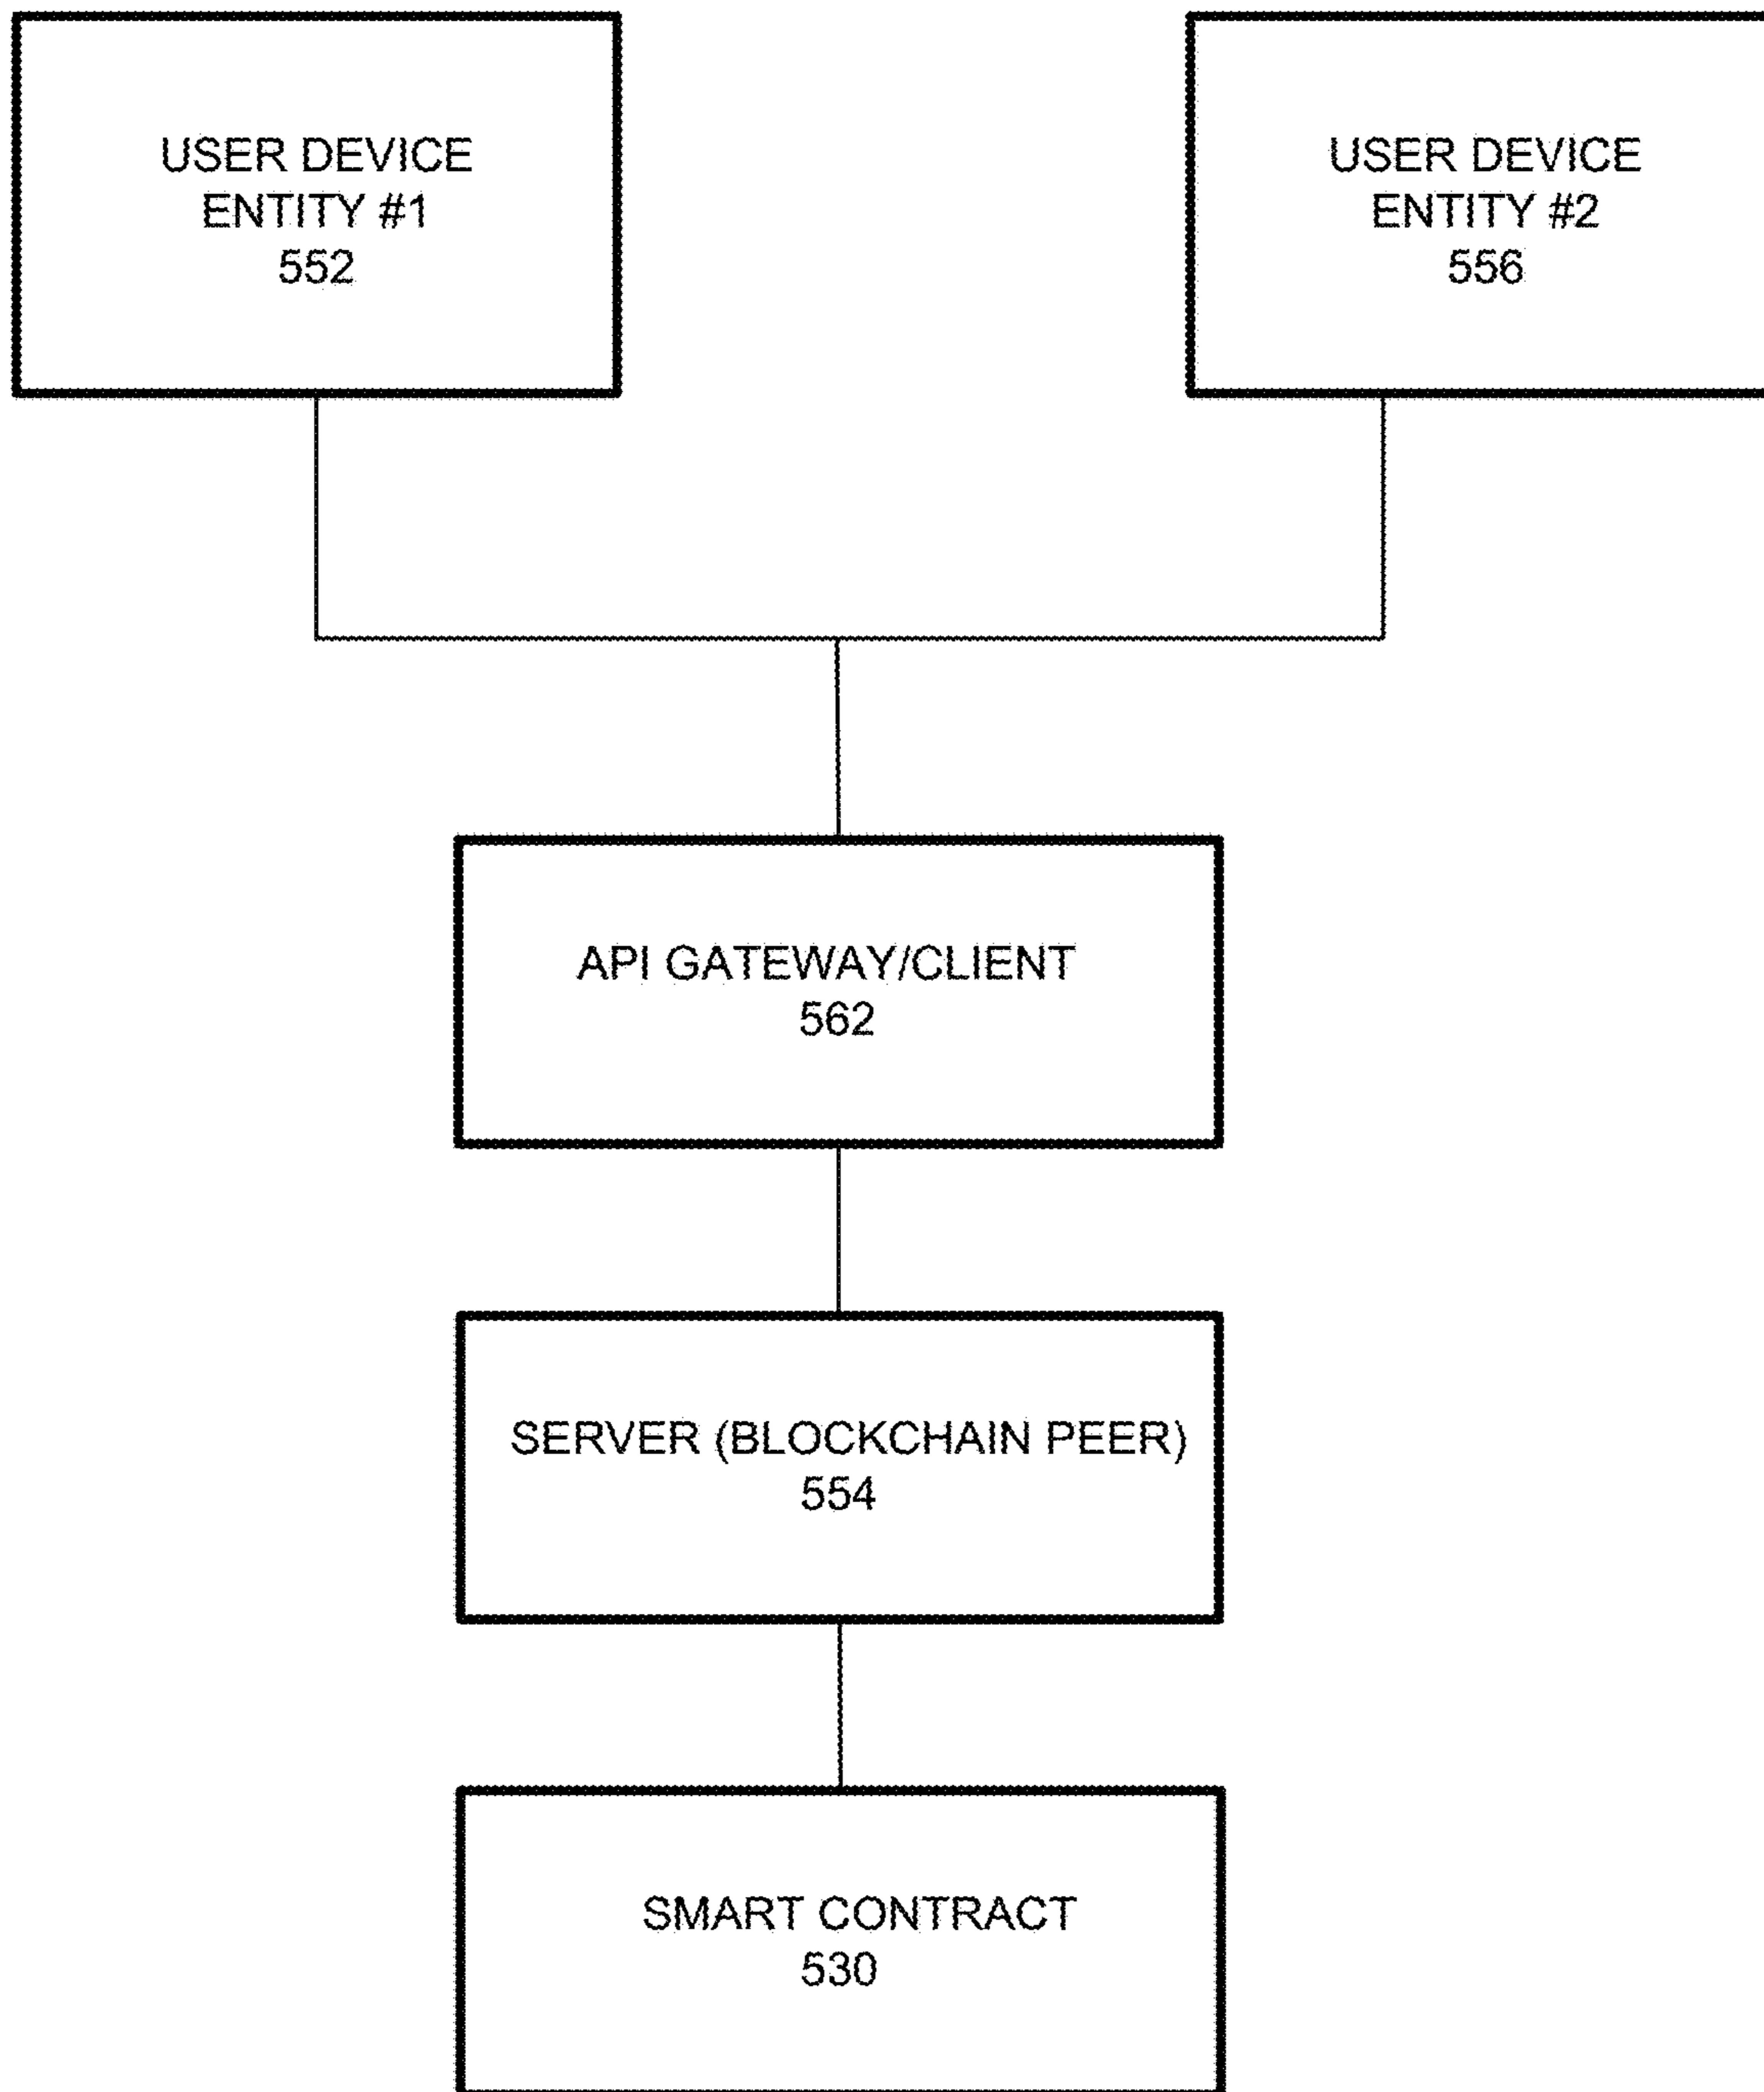 USER DEVICE
ENTITY #1
552
USER DEVICE
ENTITY #2
556
API GATEWAY/CLIENT
562
SERVER (BLOCKCHAIN PEER)
554
SMART CONTRACT
530